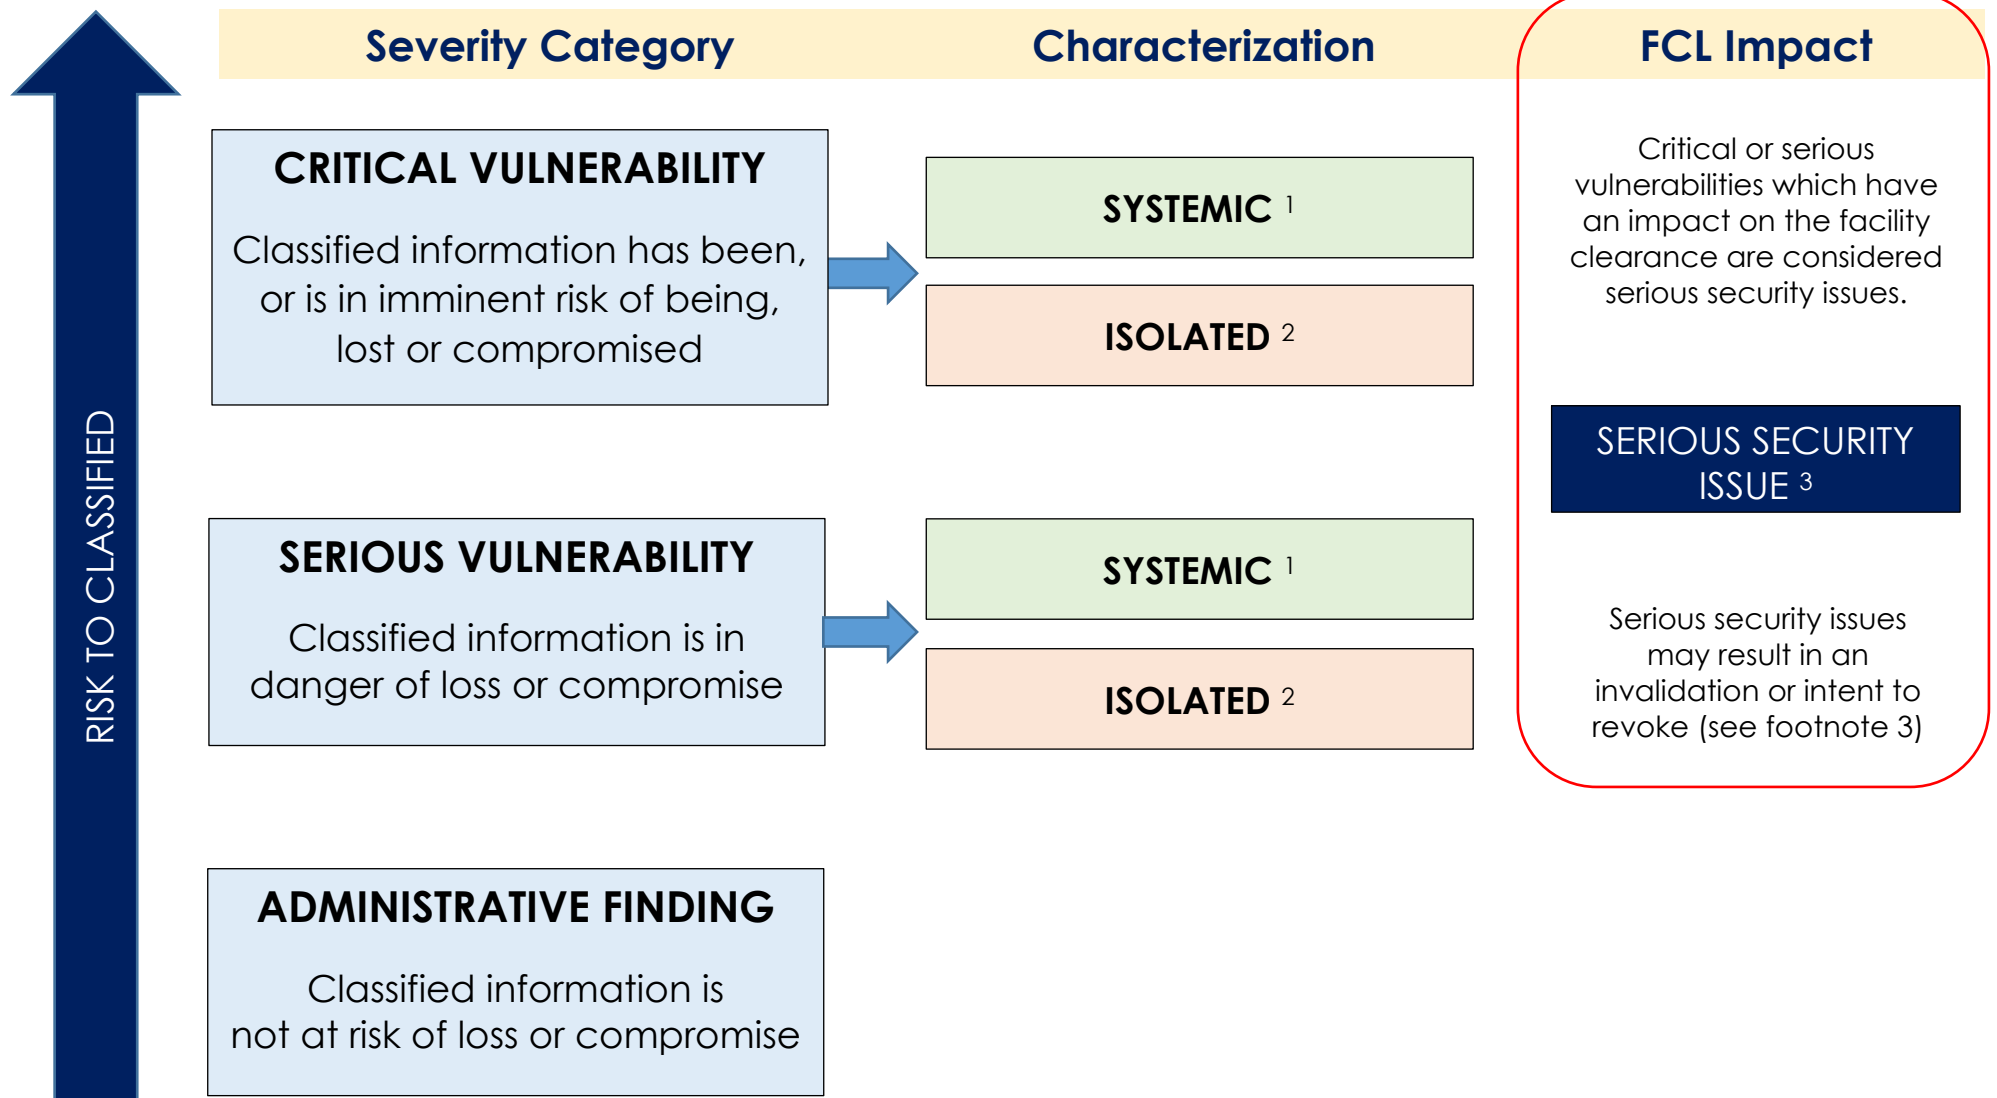 Severity Category
Characterization
FCL Impact
RISK TO CLASSIFIED
CRITICAL VULNERABILITY
Classified information has been,
or is in imminent risk of being,
lost or compromised
SYSTEMIC 1
ISOLATED 2
Critical or serious
vulnerabilities which have
an impact on the facility
clearance are considered
serious security issues.
SERIOUS SECURITY
ISSUE 3
SERIOUS VULNERABILITY
Classified information is in
danger of loss or compromise
SYSTEMIC 1
ISOLATED 2
Serious security issues
may result in an
invalidation or intent to
revoke (see footnote 3)
ADMINISTRATIVE FINDING
Classified information is
not at risk of loss or compromise